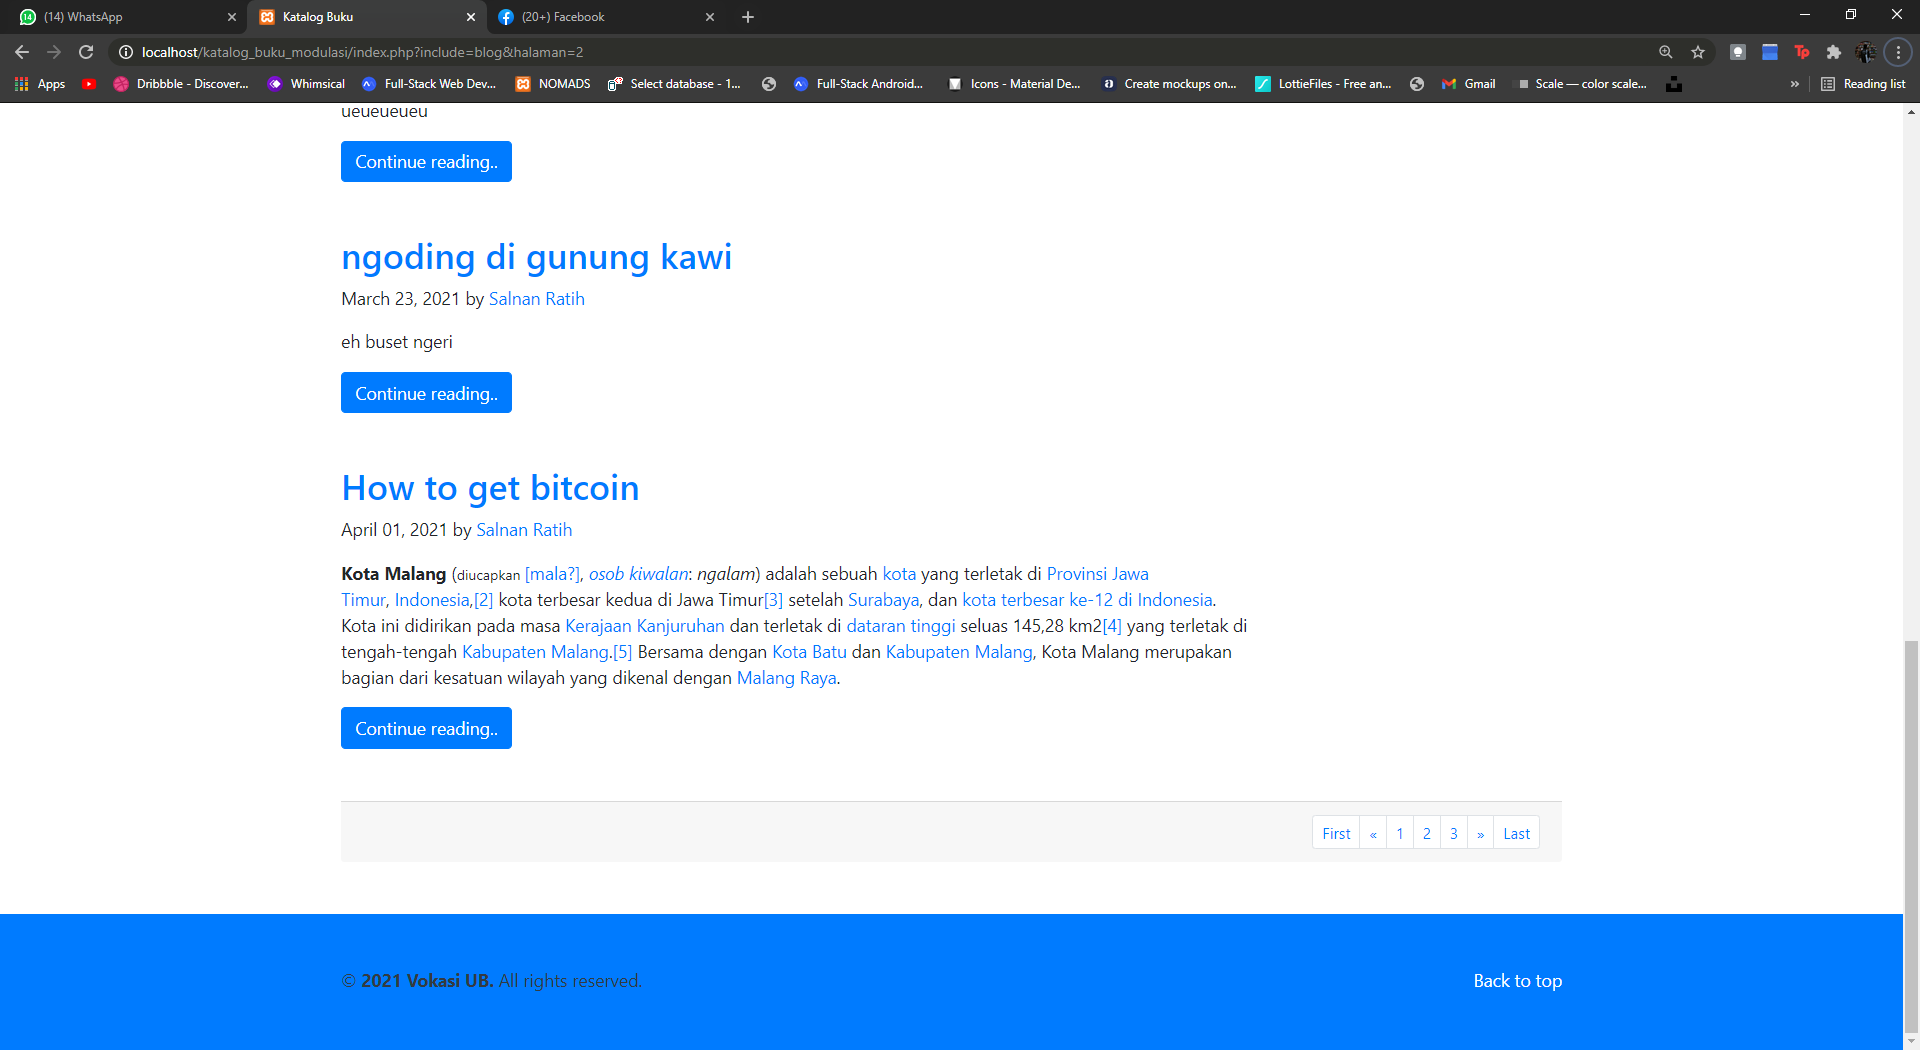 (14) WhatsApp
Katalog Buku
(20+) Facebook
localhost/katalog_buku_modulasi/index.php?include=blog&halaman=2
Apps Dribbble - Discover... Whimsical Full-Stack Web Dev... NOMADS Select database - 1... Full-Stack Android... Icons - Material De... Create mockups on... LottieFiles - Free an... Gmail Scale — color scale... » Reading list
ueueueueu
Continue reading..
ngoding di gunung kawi
March 23, 2021 by Salnan Ratih
eh buset ngeri
Continue reading..
How to get bitcoin
April 01, 2021 by Salnan Ratih
Kota Malang (diucapkan [mala?], osob kiwalan: ngalam) adalah sebuah kota yang terletak di Provinsi Jawa
Timur, Indonesia,[2] kota terbesar kedua di Jawa Timur[3] setelah Surabaya, dan kota terbesar ke-12 di Indonesia.
Kota ini didirikan pada masa Kerajaan Kanjuruhan dan terletak di dataran tinggi seluas 145,28 km2[4] yang terletak di
tengah-tengah Kabupaten Malang.[5] Bersama dengan Kota Batu dan Kabupaten Malang, Kota Malang merupakan
bagian dari kesatuan wilayah yang dikenal dengan Malang Raya.
Continue reading..
First « 1 2 3 » Last
© 2021 Vokasi UB. All rights reserved.
Back to top